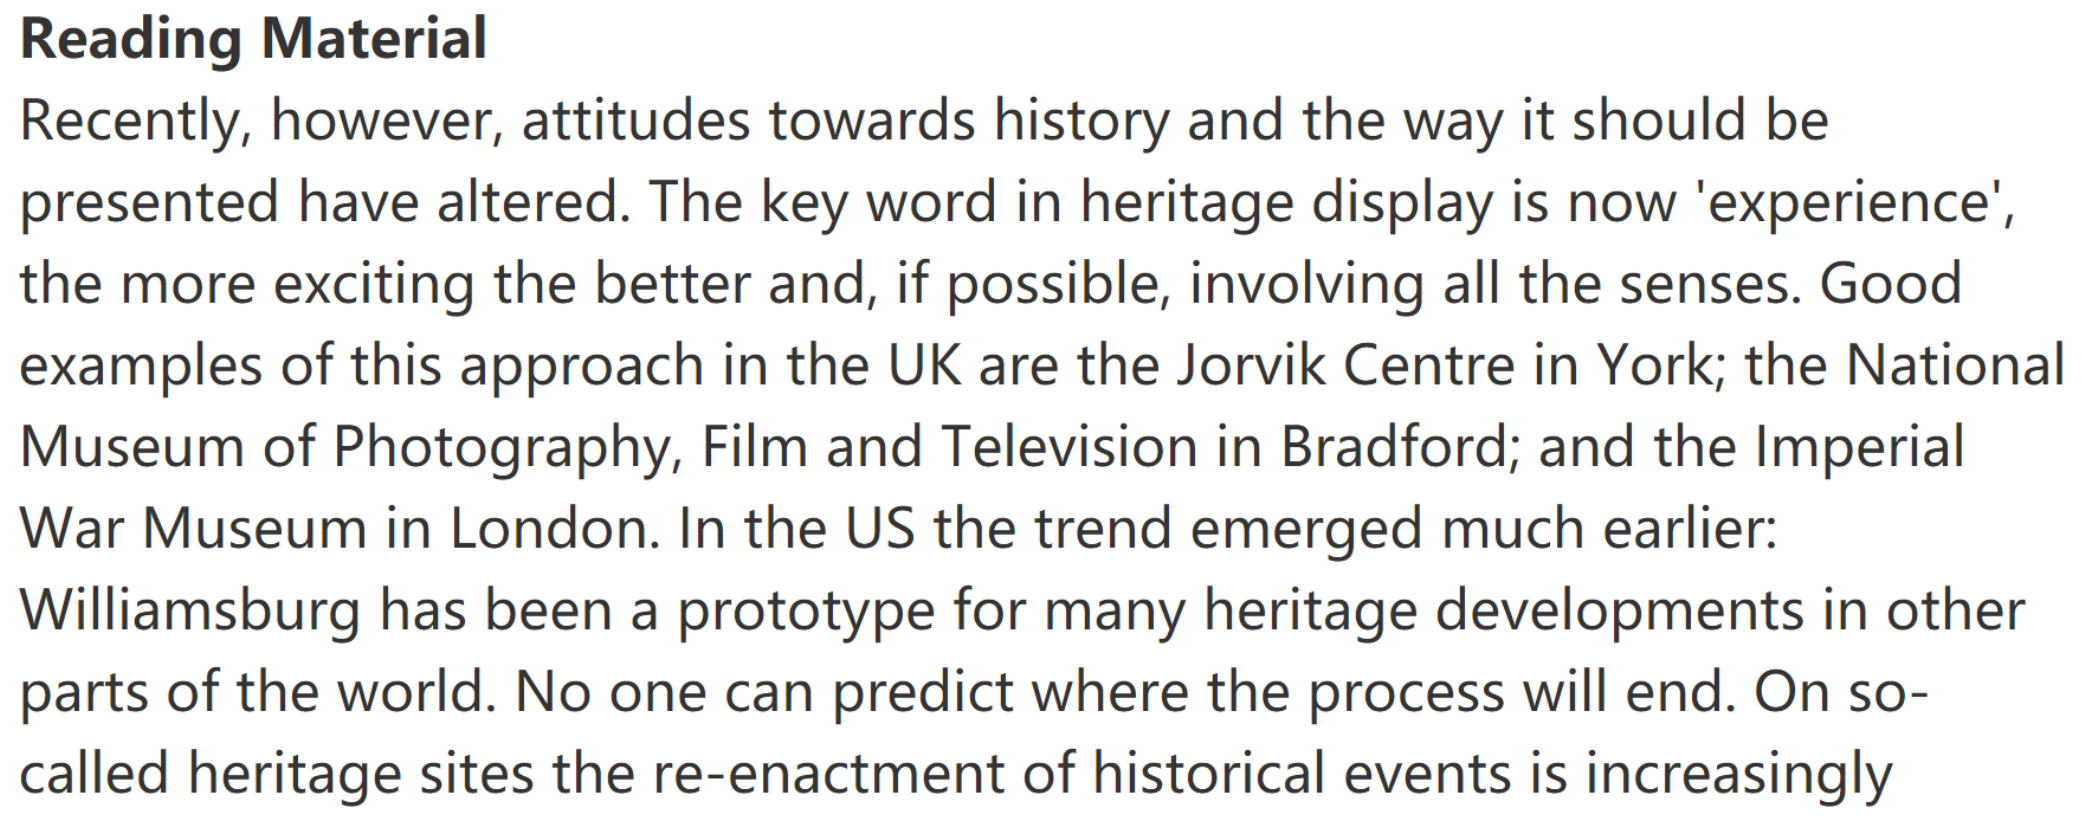 Reading Material
Recently, however, attitudes towards history and the way it should be
presented have altered. The key word in heritage display is now 'experience',
the more exciting the better and, if possible, involving all the senses. Good
examples of this approach in the UK are the Jorvik Centre in York; the National
Museum of Photography, Film and Television in Bradford; and the Imperial
War Museum in London. In the US the trend emerged much earlier:
Williamsburg has been a prototype for many heritage developments in other
parts of the world. No one can predict where the process will end. On so-
called heritage sites the re-enactment of historical events is increasingly